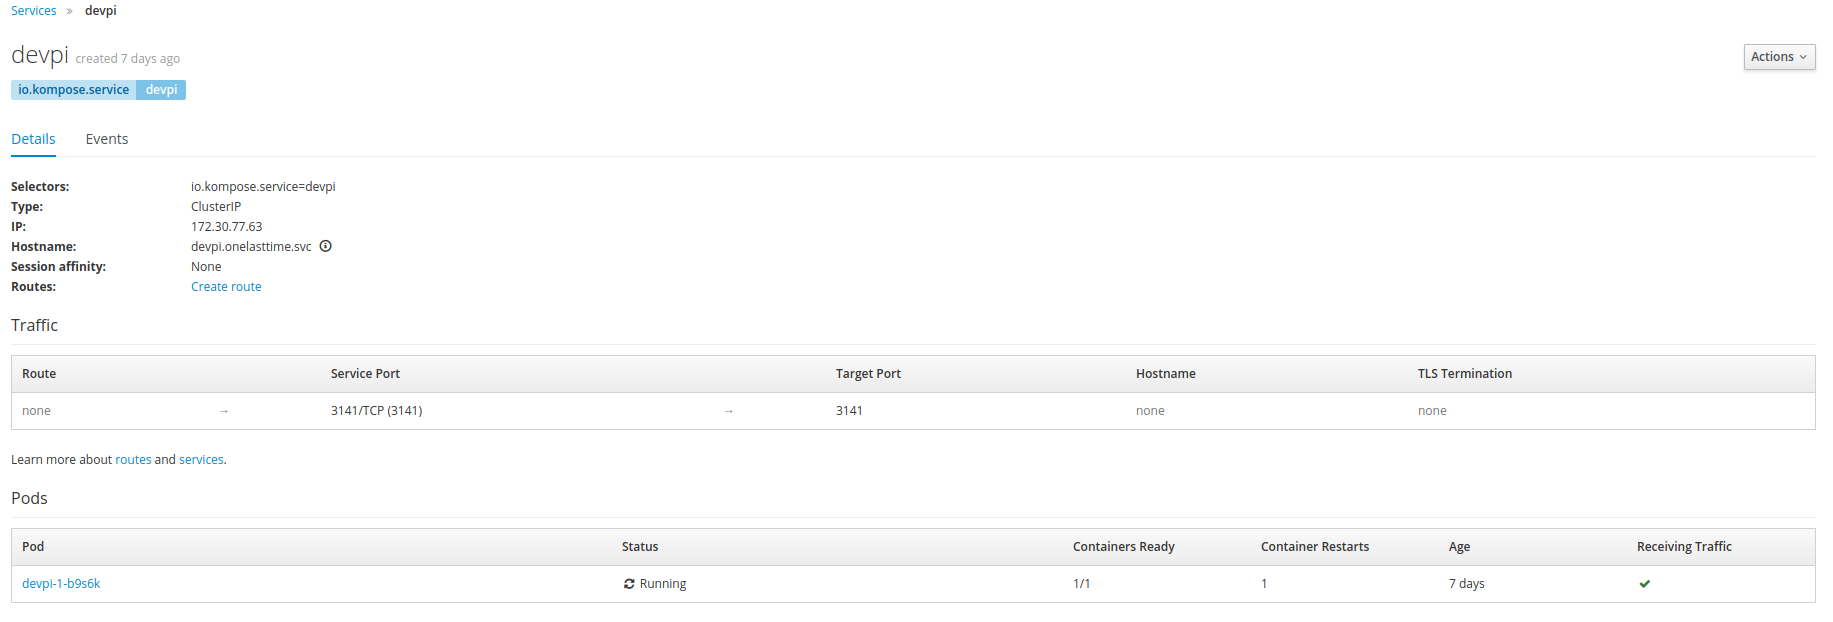 Services » devpi
devpi created 7 days ago
Actions
io.kompose.service devpi
Details Events
Selectors: io.kompose.service=devpi
Type: ClusterIP
IP: 172.30.77.63
Hostname: devpi.onelasttime.svc
Session affinity: None
Routes: Create route
Traffic
Route Service Port Target Port Hostname TLS Termination
none → 3141/TCP (3141) → 3141 none none
Learn more about routes and services.
Pods
Pod Status Containers Ready Container Restarts Age Receiving Traffic
devpi-1-b9s6k Running 1/1 1 7 days